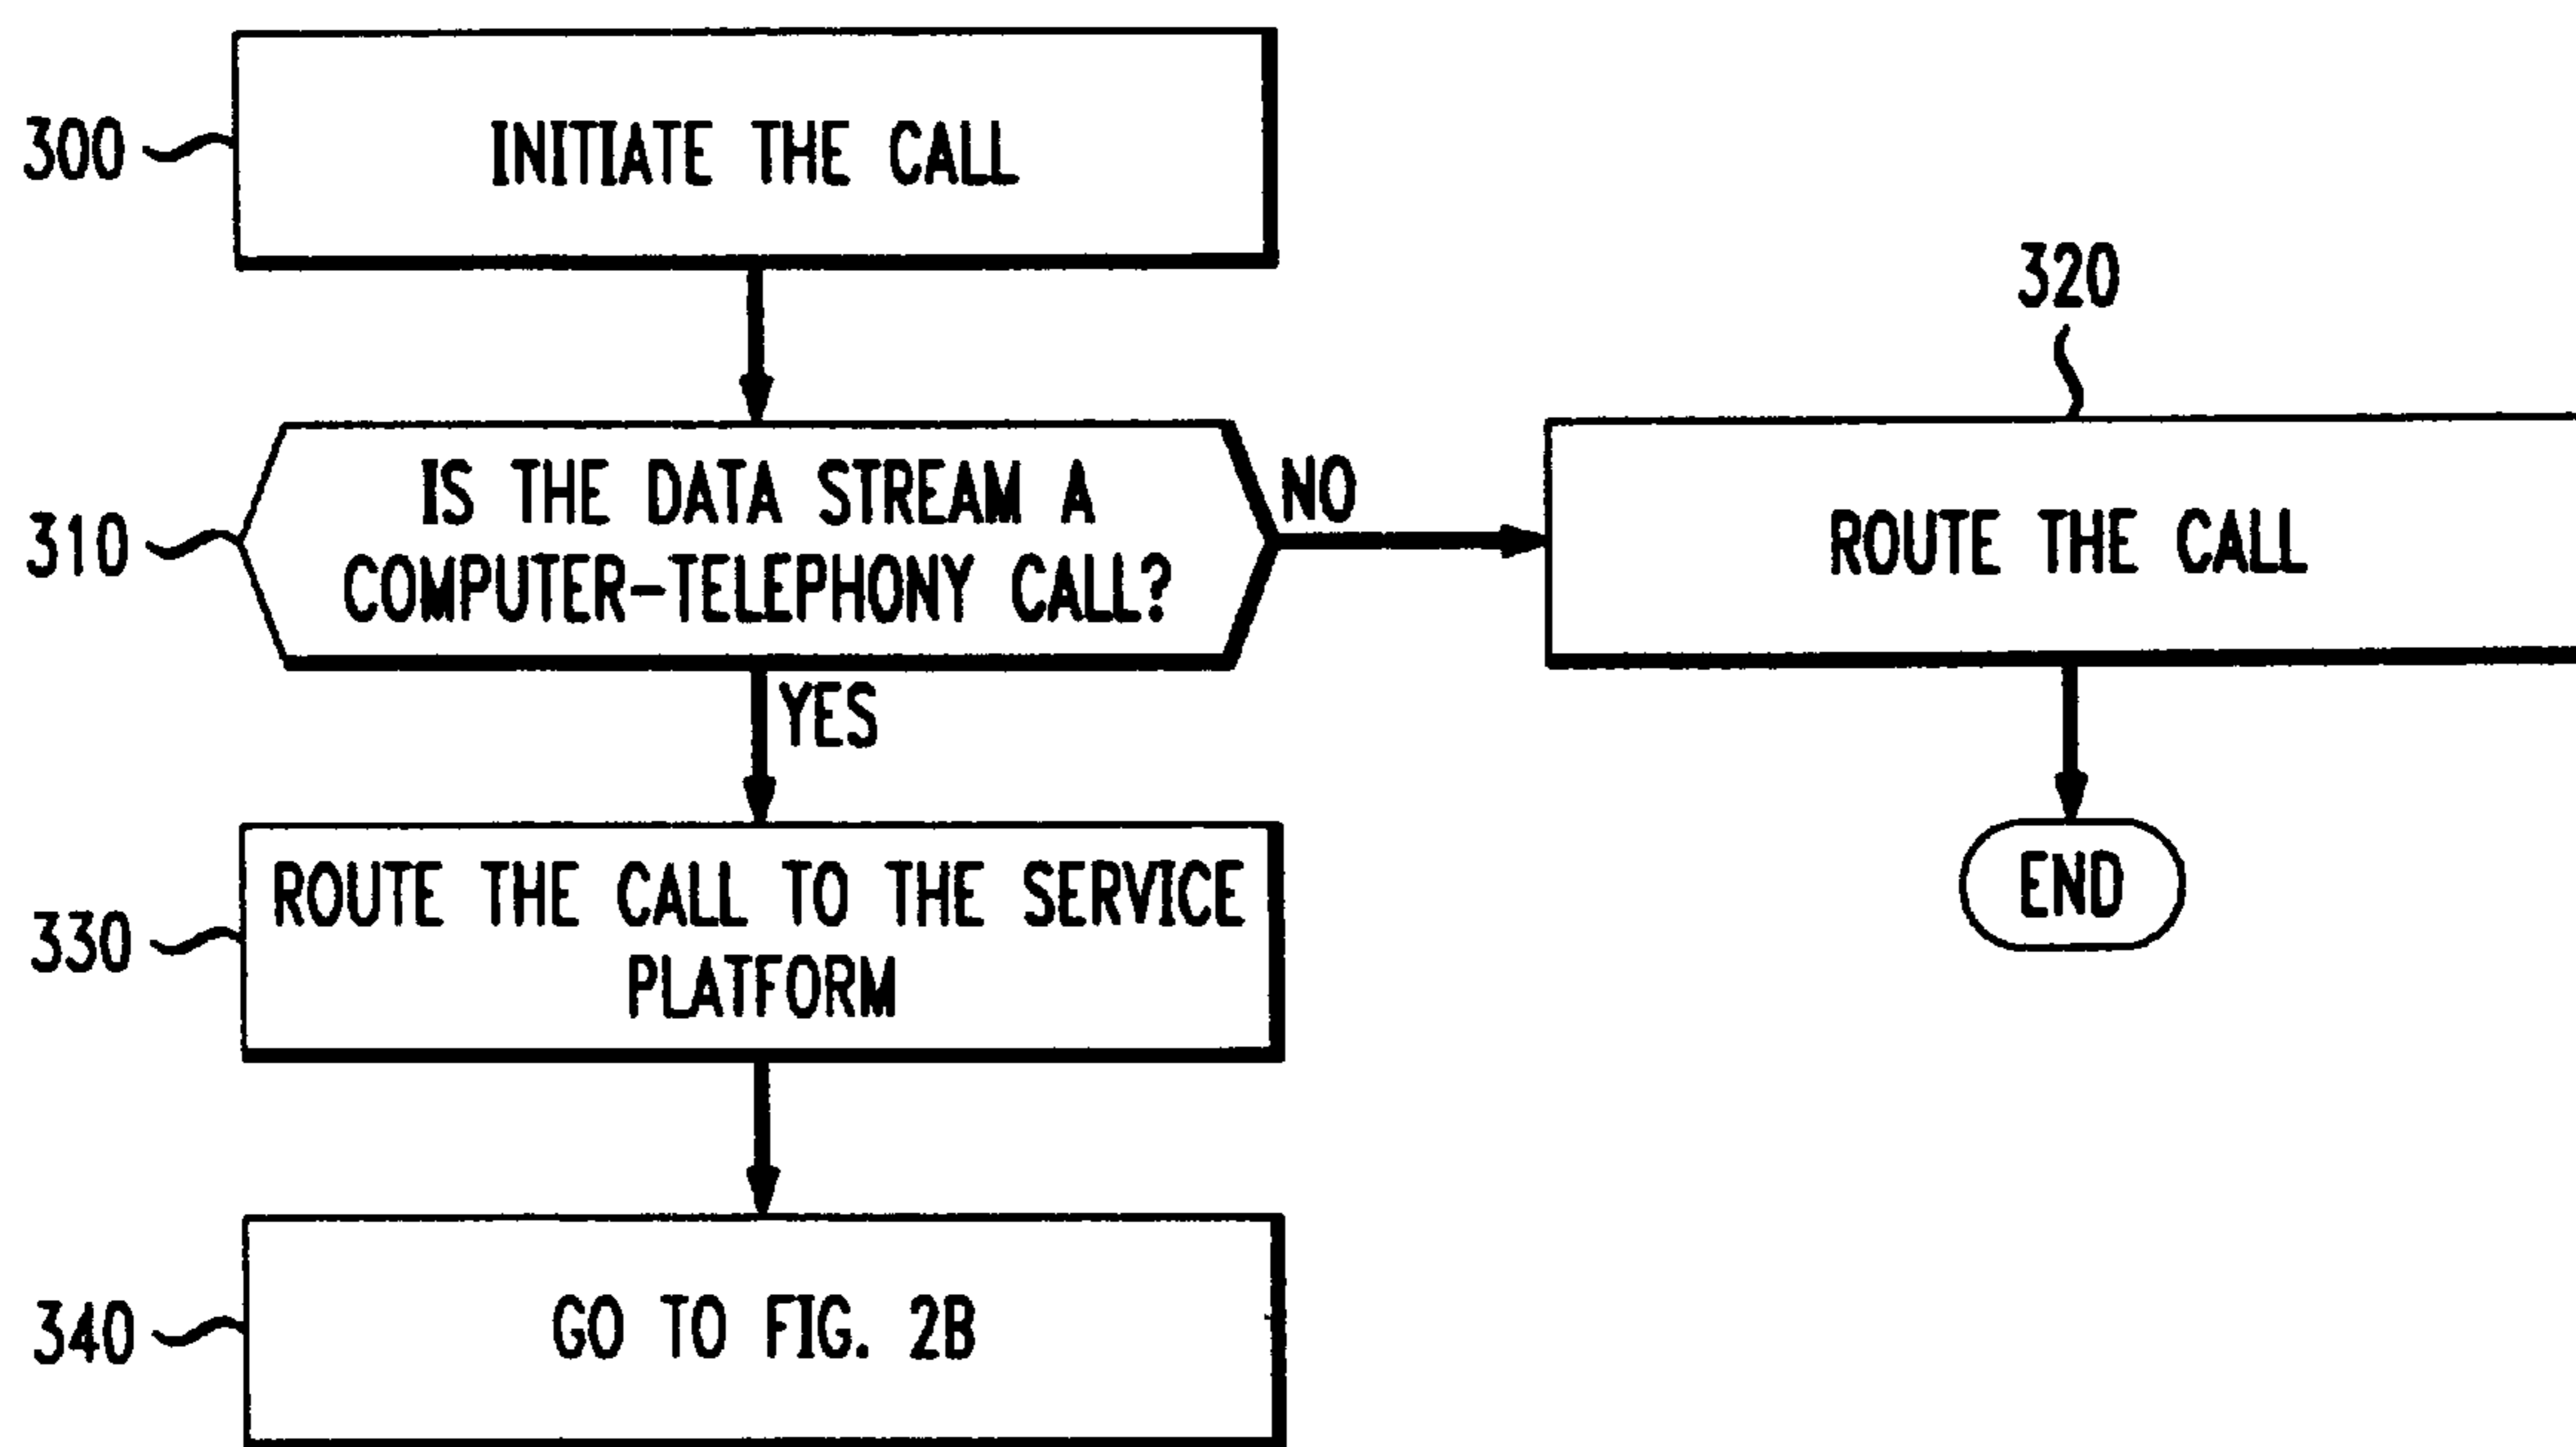 300
INITIATE THE CALL
310
IS THE DATA STREAM A
COMPUTER-TELEPHONY CALL?
NO
320
ROUTE THE CALL
END
YES
330
ROUTE THE CALL TO THE SERVICE
PLATFORM
340
GO TO FIG. 2B